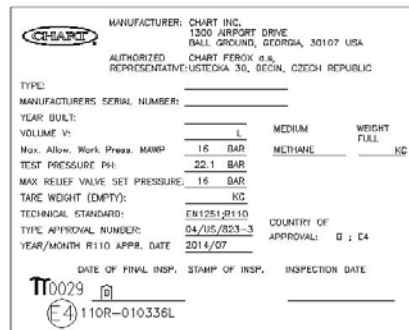 CHART
MANUFACTURER: CHART INC.
1300 AIRPORT DRIVE
BALL GROUND, GEORGIA, 30107 USA
AUTHORIZED REPRESENTATIVE: CHART FEROX a.s,
USTECKA 30, DECIN, CZECH REPUBLIC
TYPE:
MANUFACTURERS SERIAL NUMBER:
YEAR BUILT:
VOLUME V: L
MEDIUM WEIGHT FULL
Max. Allow. Work Press. MAWP 16 BAR
METHANE KG
TEST PRESSURE PH: 22.1 BAR
MAX RELIEF VALVE SET PRESSURE: 16 BAR
TARE WEIGHT (EMPTY): KG
TECHNICAL STANDARD: EN1251;R110
TYPE APPROVAL NUMBER: 04/US/823-3
COUNTRY OF APPROVAL: D ; E4
YEAR/MONTH R110 APPR. DATE 2014/07
DATE OF FINAL INSP. STAMP OF INSP. INSPECTION DATE
π0029
E4 110R-010336L